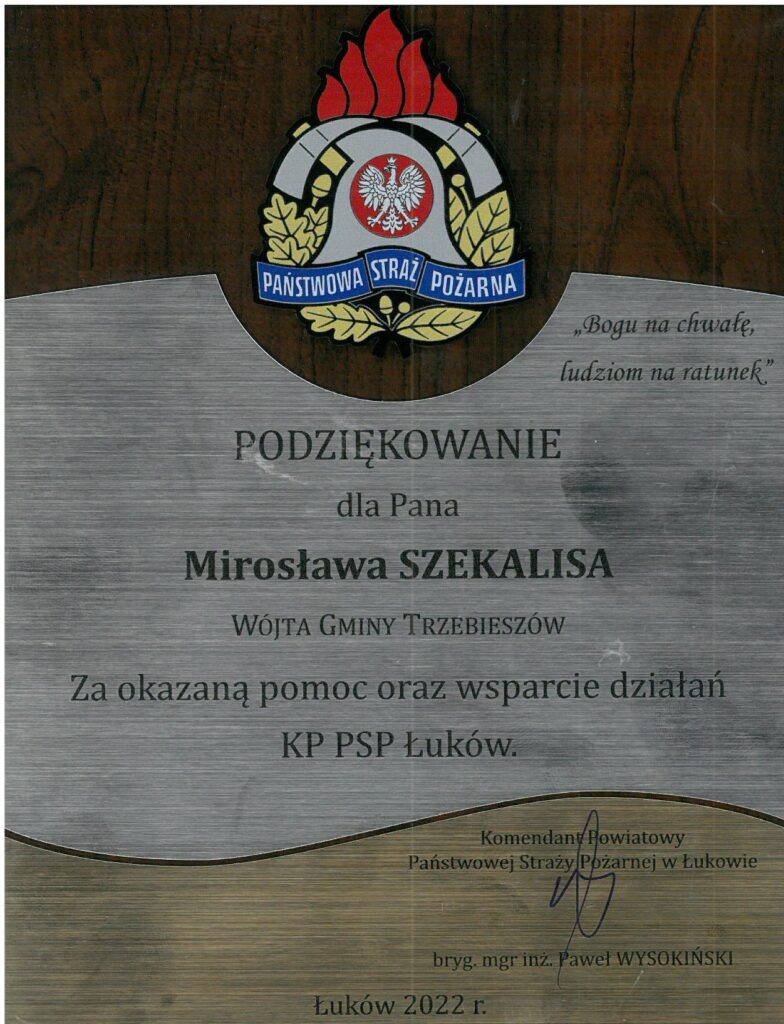 PAŃSTWOWA STRAŻ POŻARNA
„Bogu na chwałę,
ludziom na ratunek”
PODZIĘKOWANIE
dla Pana
Mirosława SZEKALISA
WÓJTA GMINY TRZEBIESZÓW
Za okazaną pomoc oraz wsparcie działań
KP PSP Łuków.
Komendant Powiatowy
Państwowej Straży Pożarnej w Łukowie
bryg. mgr inż. Paweł WYSOKIŃSKI
Łuków 2022 r.